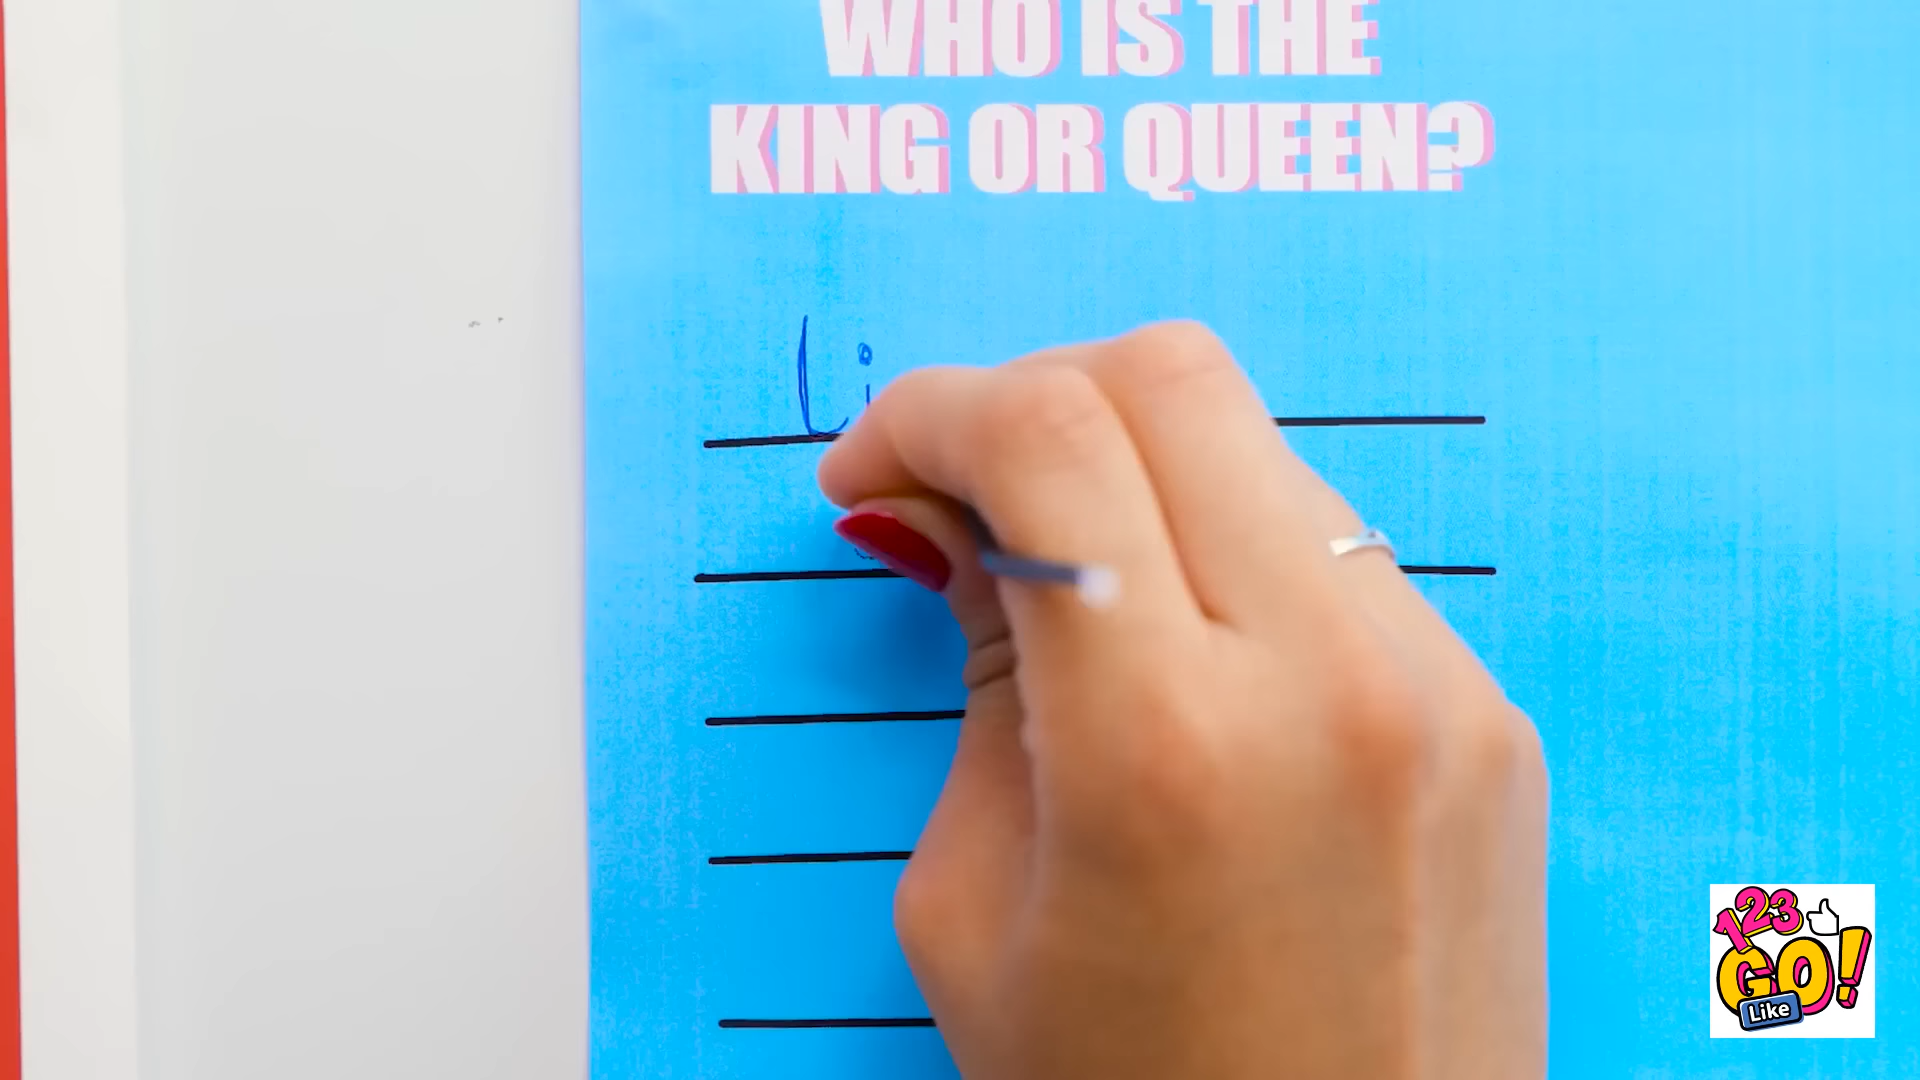 WHO IS THE
KING OR QUEEN?
Li
123
GO!
Like